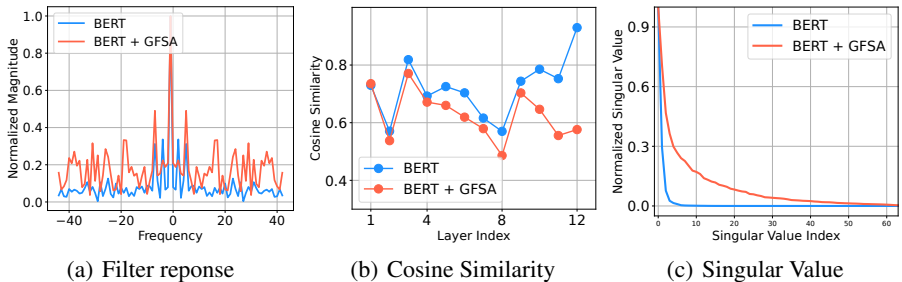 BERT
BERT + GFSA
Normalized Magnitude
1.0
0.8
0.6
0.4
0.2
0.0
−40
−20
0
20
40
Frequency
(a) Filter reponse
Cosine Similarity
0.8
0.6
0.4
BERT
BERT + GFSA
1
4
8
12
Layer Index
(b) Cosine Similarity
Normalized Singular Value
0.9
0.6
0.3
0.0
BERT
BERT + GFSA
0
10
20
30
40
50
60
Singular Value Index
(c) Singular Value